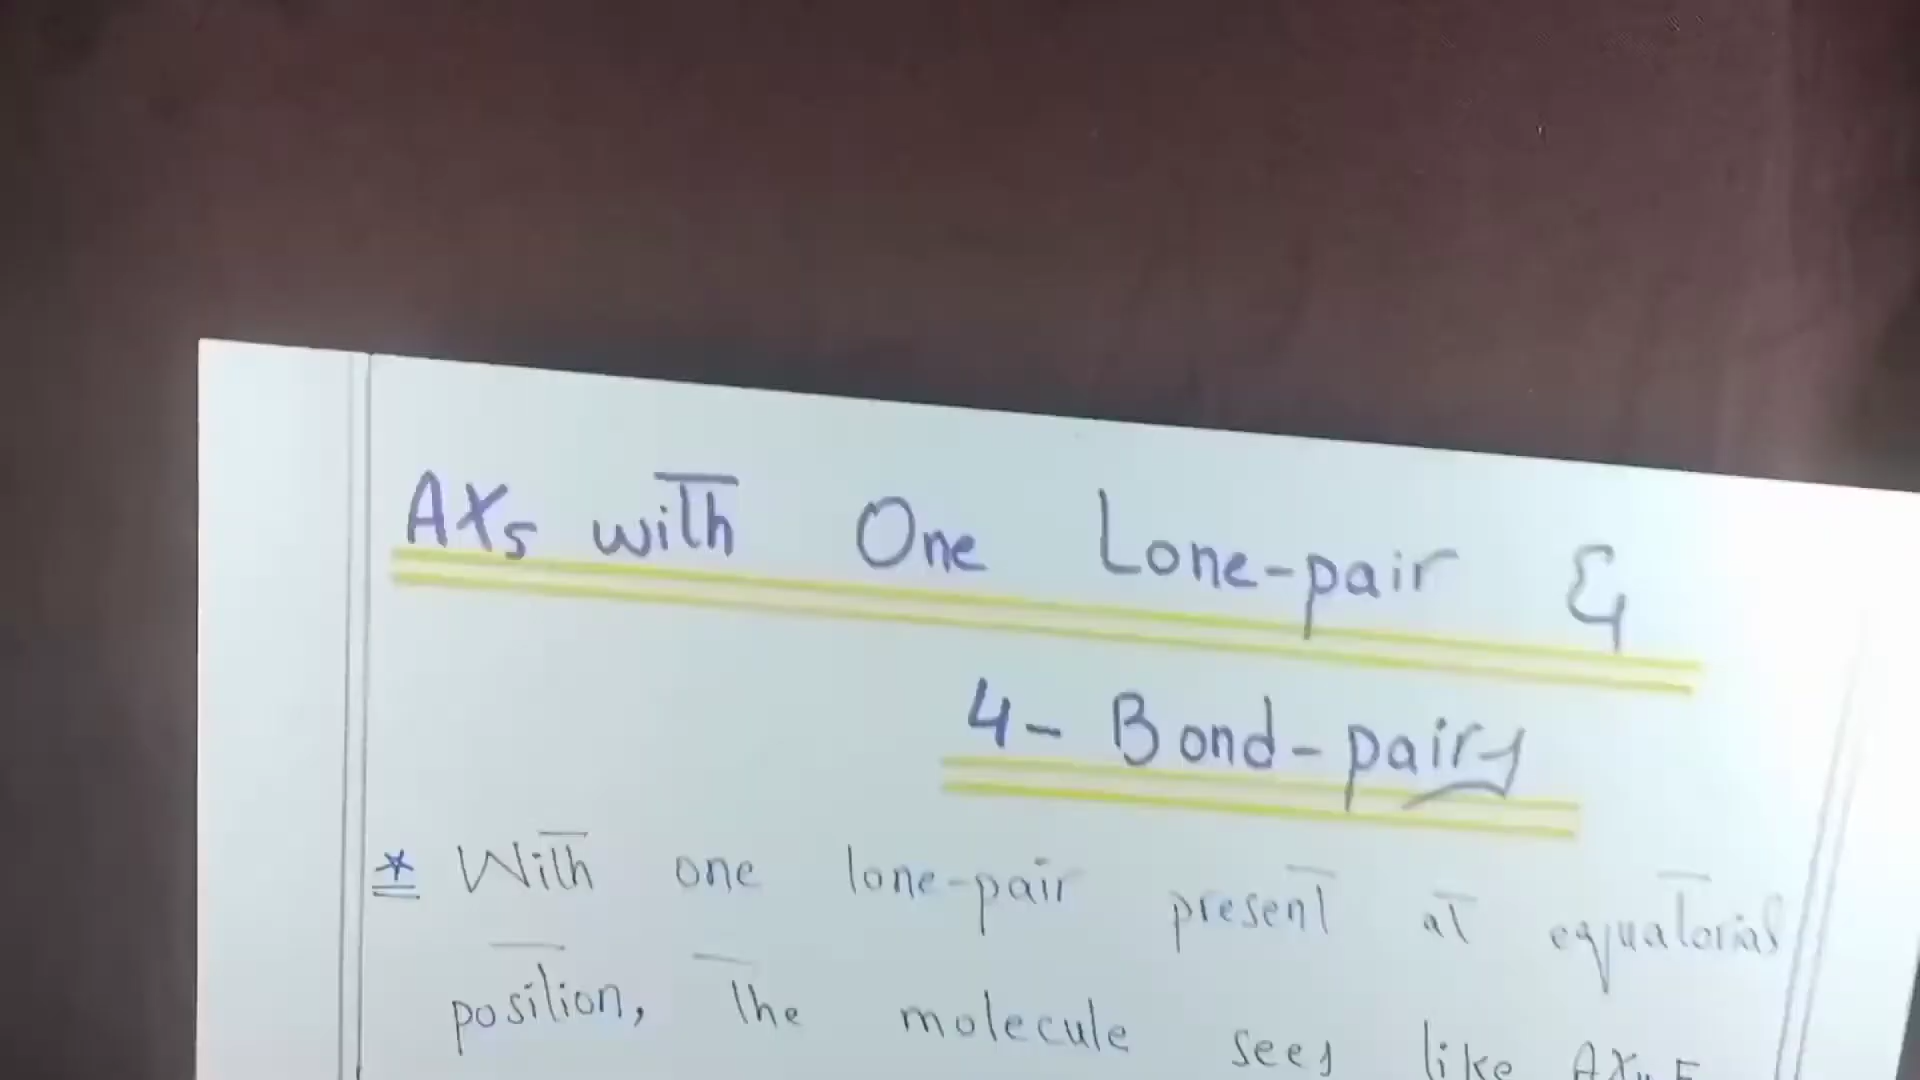 AX5 with One Lone-pair &
4- Bond-pairs
* With one lone-pair present at equatorial
position, the molecule sees like AX4E